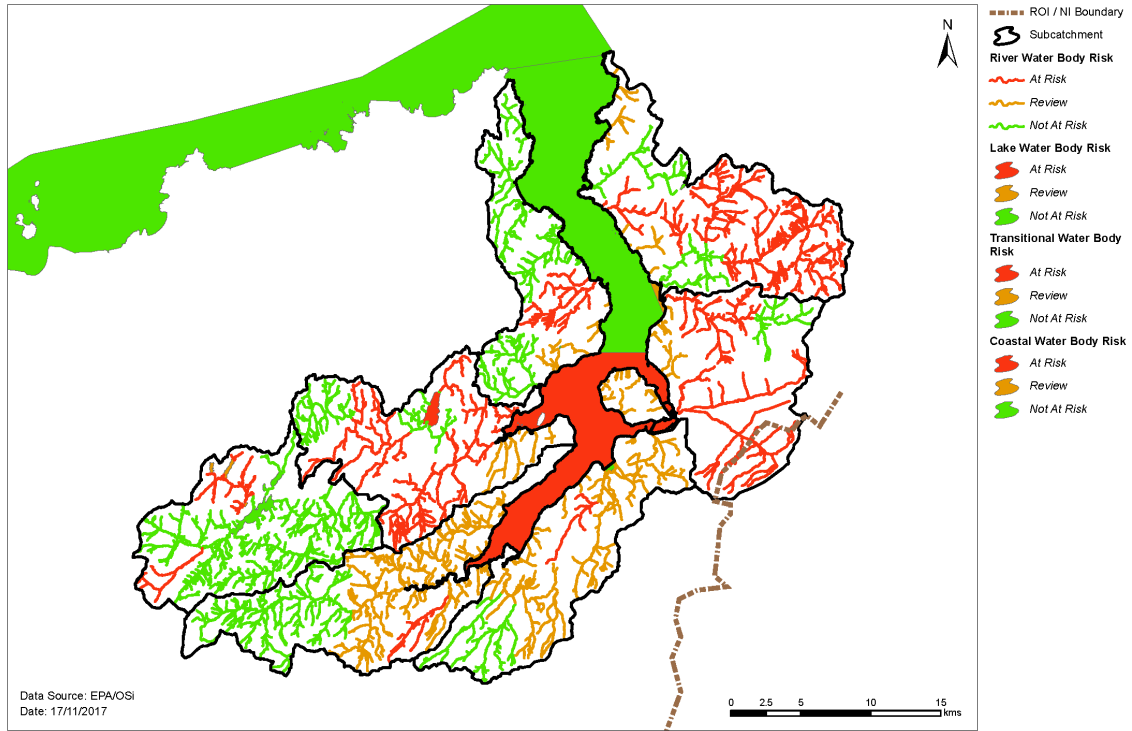 N
ROI / NI Boundary
Subcatchment
River Water Body Risk
At Risk
Review
Not At Risk
Lake Water Body Risk
At Risk
Review
Not At Risk
Transitional Water Body
Risk
At Risk
Review
Not At Risk
Coastal Water Body Risk
At Risk
Review
Not At Risk
Data Source: EPA/OSi
Date: 17/11/2017
0 2.5 5 10 15
kms